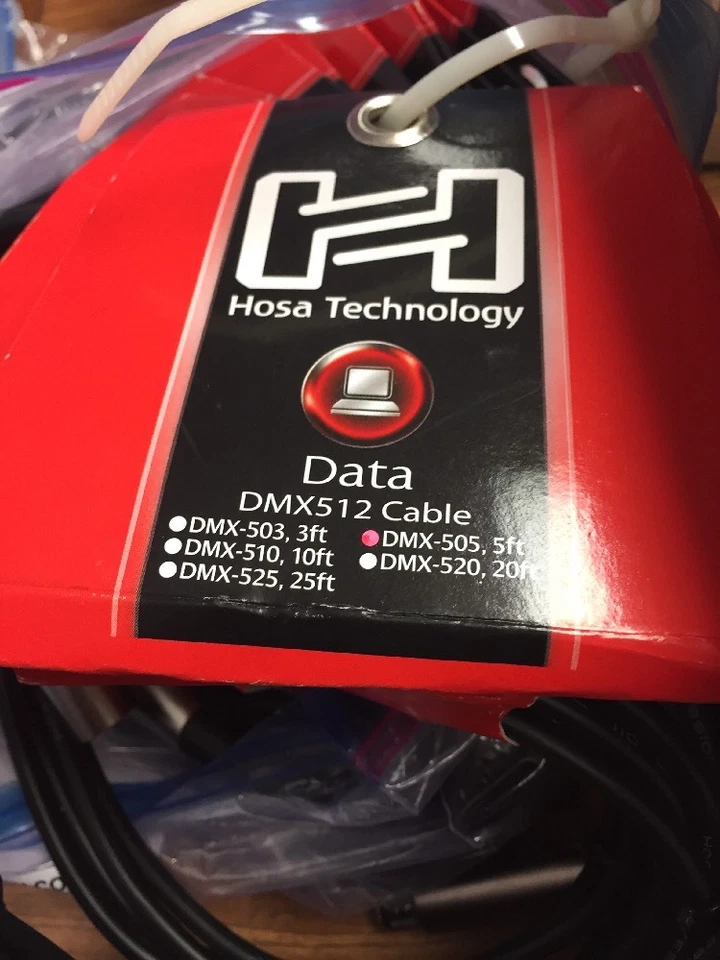 Hosa Technology
Data
DMX512 Cable
DMX-503, 3ft DMX-505, 5ft
DMX-510, 10ft DMX-520, 20ft
DMX-525, 25ft